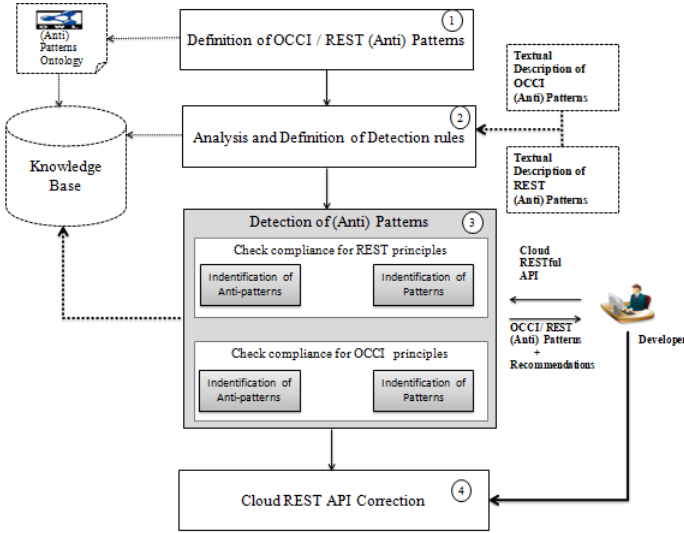 1
Definition of OCCI / REST (Anti) Patterns
OWL
(Anti)
Patterns
Ontology
Textual
Description of
OCCI
(Anti) Patterns
2
Analysis and Definition of Detection rules
Knowledge
Base
Textual
Description of
REST
(Anti) Patterns
Detection of (Anti) Patterns
3
Check compliance for REST principles
Indentification of
Anti-patterns
Indentification of
Patterns
Cloud
RESTful
API
OCCI/ REST
(Anti) Patterns
+
Recommendations
Developer
Check compliance for OCCI principles
Indentification of
Anti-patterns
Indentification of
Patterns
4
Cloud REST API Correction